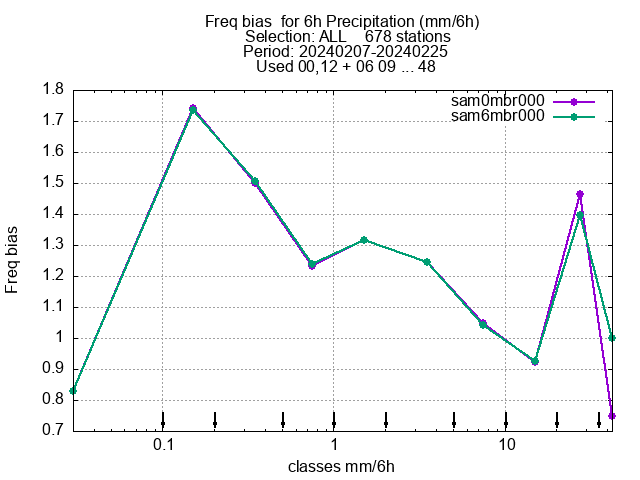 Freq bias  for 6h Precipitation (mm/6h)
Selection: ALL    678 stations
Period: 20240207-20240225
Used 00,12 + 06 09 ... 48
sam0mbr000
sam6mbr000
1.8
1.7
1.6
1.5
1.4
1.3
1.2
1.1
1
0.9
0.8
0.7
Freq bias
0.1 1 10
classes mm/6h